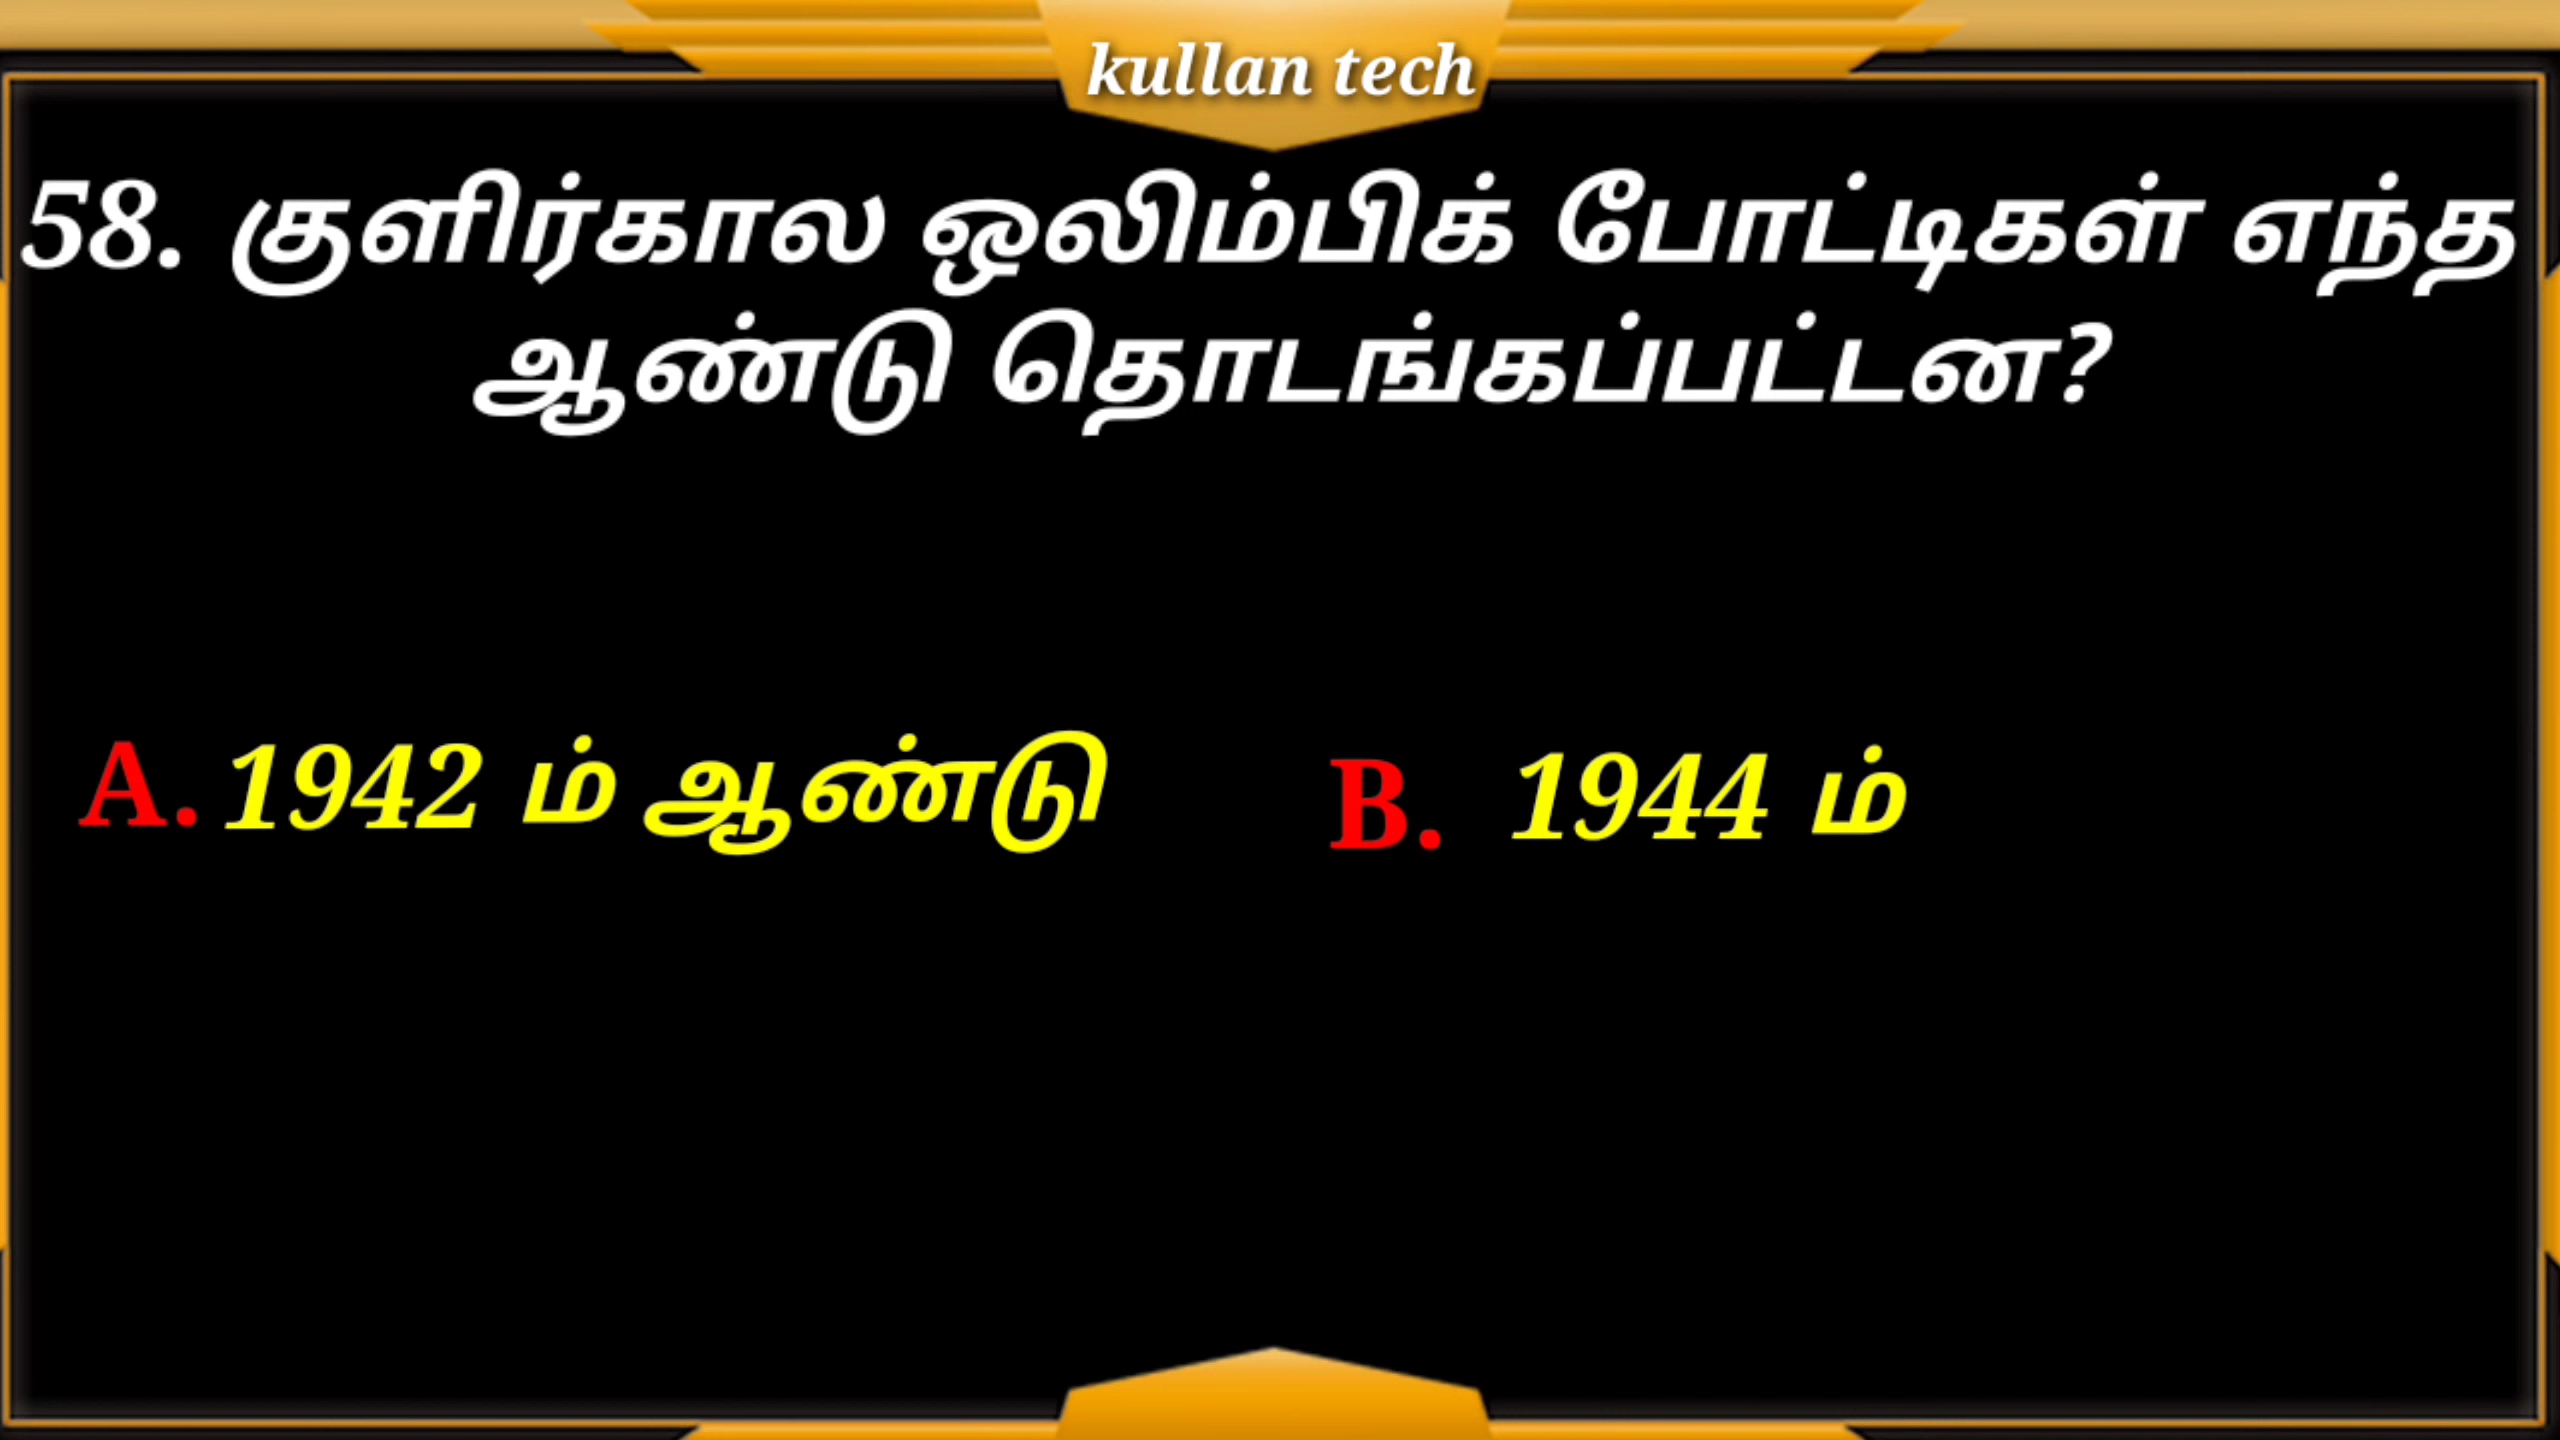 kullan tech
58. குளிர்கால ஒலிம்பிக் போட்டிகள் எந்த
ஆண்டு தொடங்கப்பட்டன?
A. 1942 ம் ஆண்டு
B. 1944 ம்